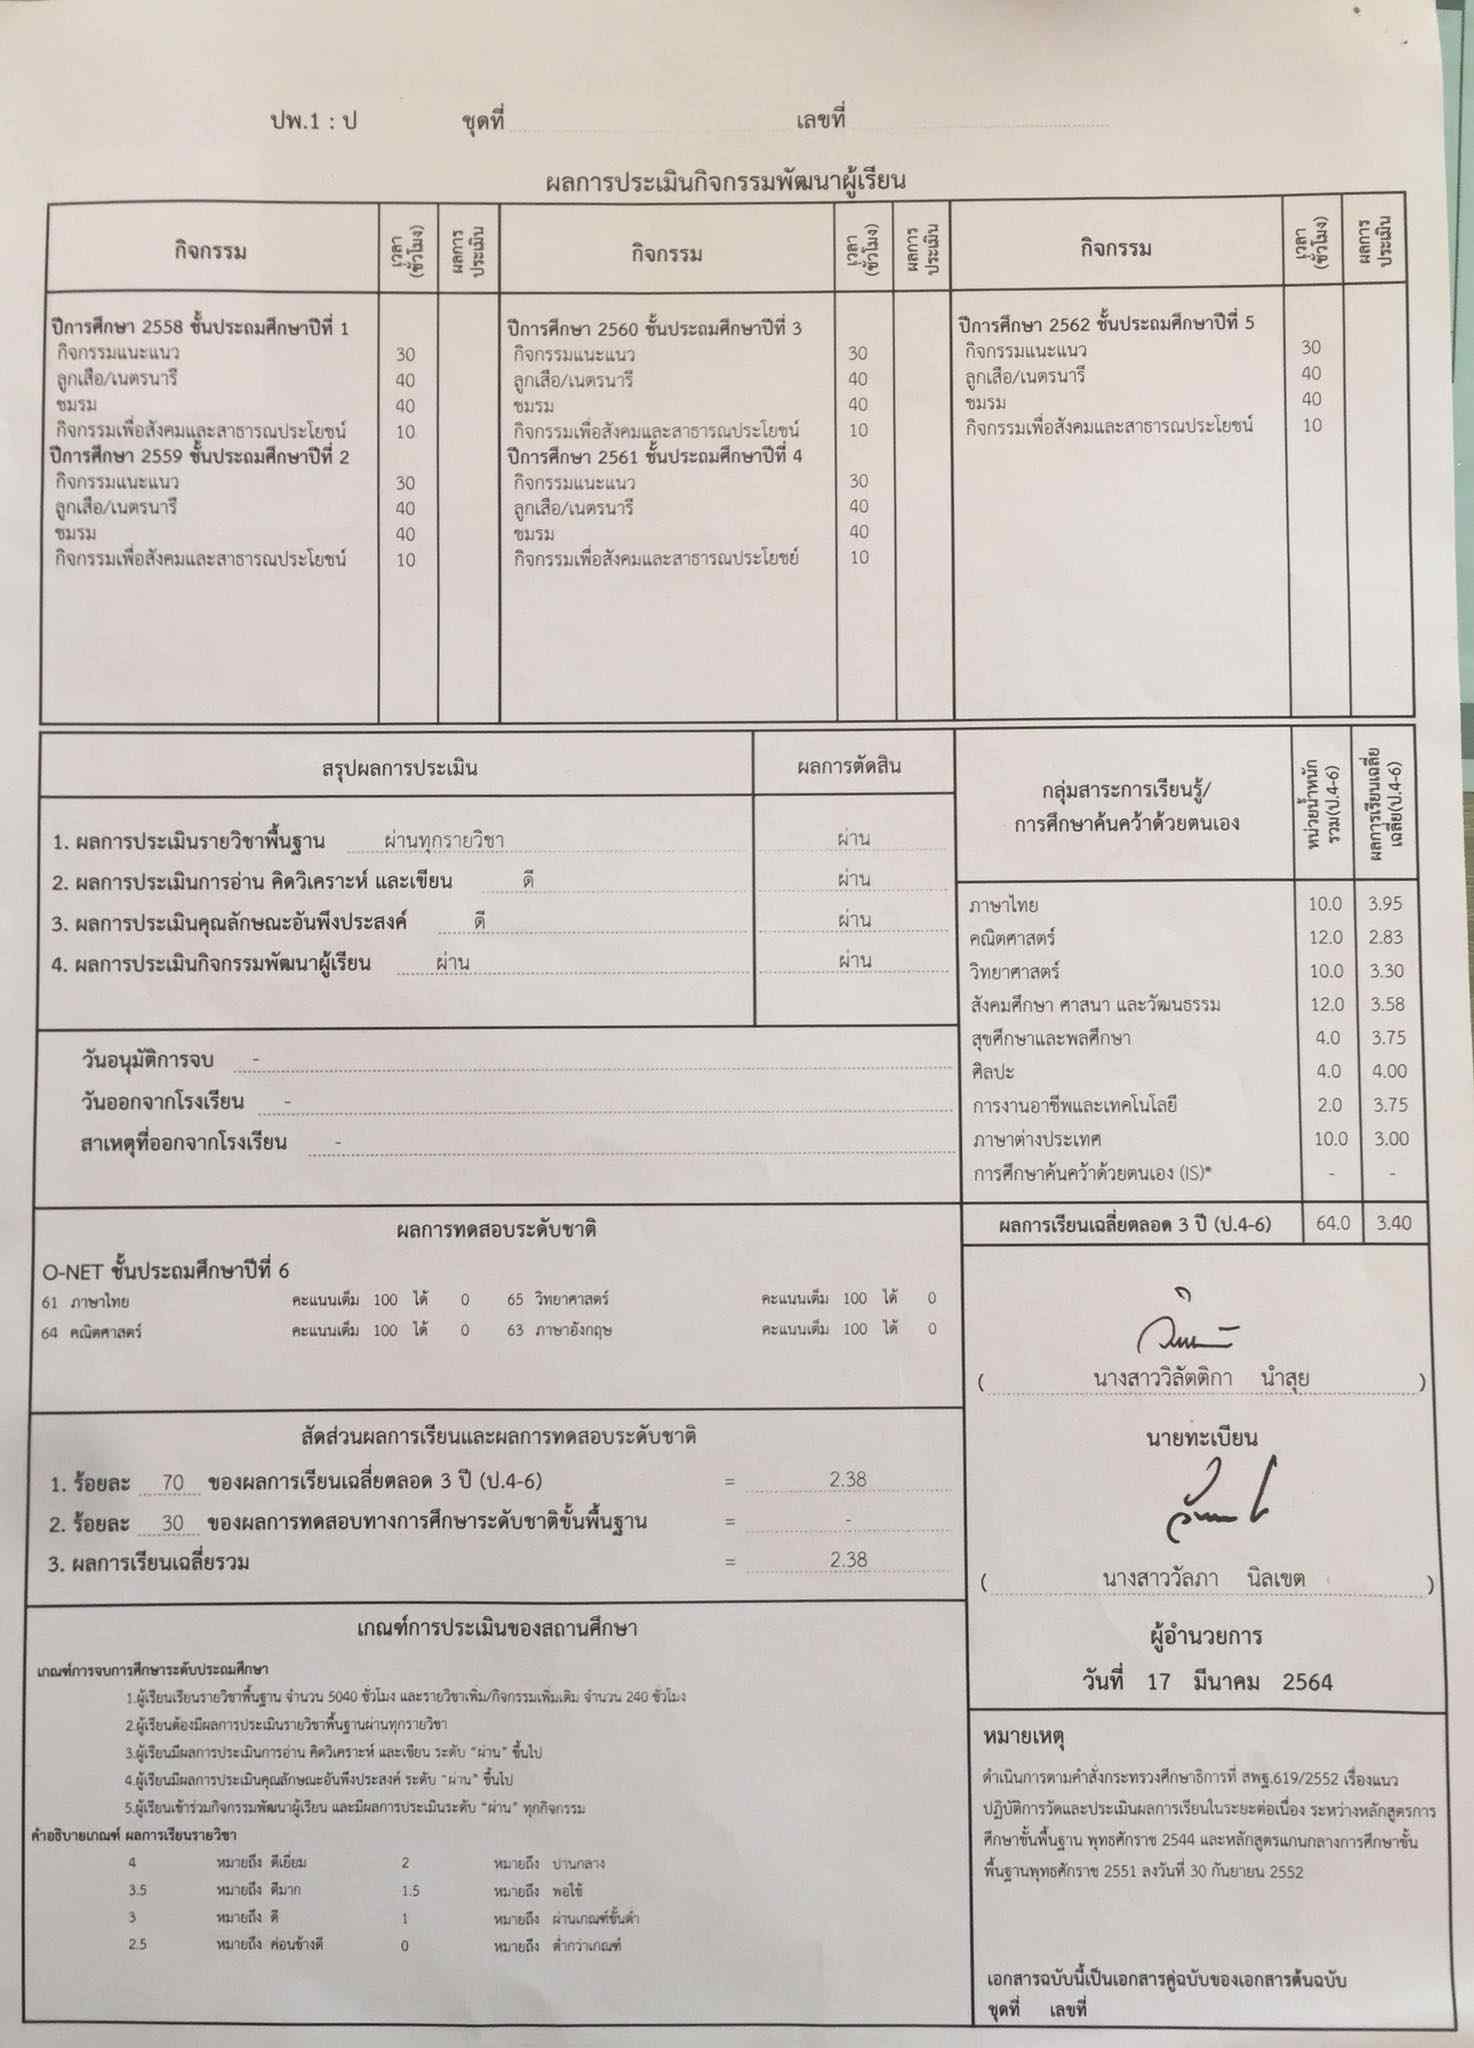 ปพ.1 : ป ชุดที่ เลขที่
ผลการประเมินกิจกรรมพัฒนาผู้เรียน
กิจกรรม เวลา (ชั่วโมง) ผลการประเมิน กิจกรรม เวลา (ชั่วโมง) ผลการประเมิน กิจกรรม เวลา (ชั่วโมง) ผลการประเมิน
ปีการศึกษา 2558 ชั้นประถมศึกษาปีที่ 1
กิจกรรมแนะแนว 30
ลูกเสือ/เนตรนารี 40
ชมรม 40
กิจกรรมเพื่อสังคมและสาธารณประโยชน์ 10
ปีการศึกษา 2559 ชั้นประถมศึกษาปีที่ 2
กิจกรรมแนะแนว 30
ลูกเสือ/เนตรนารี 40
ชมรม 40
กิจกรรมเพื่อสังคมและสาธารณประโยชน์ 10
ปีการศึกษา 2560 ชั้นประถมศึกษาปีที่ 3
กิจกรรมแนะแนว 30
ลูกเสือ/เนตรนารี 40
ชมรม 40
กิจกรรมเพื่อสังคมและสาธารณประโยชน์ 10
ปีการศึกษา 2561 ชั้นประถมศึกษาปีที่ 4
กิจกรรมแนะแนว 30
ลูกเสือ/เนตรนารี 40
ชมรม 40
กิจกรรมเพื่อสังคมและสาธารณประโยชย์ 10
ปีการศึกษา 2562 ชั้นประถมศึกษาปีที่ 5
กิจกรรมแนะแนว 30
ลูกเสือ/เนตรนารี 40
ชมรม 40
กิจกรรมเพื่อสังคมและสาธารณประโยชน์ 10
สรุปผลการประเมิน ผลการตัดสิน
1. ผลการประเมินรายวิชาพื้นฐาน ผ่านทุกรายวิชา ผ่าน
2. ผลการประเมินการอ่าน คิดวิเคราะห์ และเขียน ดี ผ่าน
3. ผลการประเมินคุณลักษณะอันพึงประสงค์ ดี ผ่าน
4. ผลการประเมินกิจกรรมพัฒนาผู้เรียน ผ่าน ผ่าน
วันอนุมัติการจบ -
วันออกจากโรงเรียน -
สาเหตุที่ออกจากโรงเรียน -
กลุ่มสาระการเรียนรู้/
การศึกษาค้นคว้าด้วยตนเอง
หน่วยน้ำหนัก
รวม(ป.4-6)
ผลการเรียนเฉลี่ย
เฉลี่ย(ป.4-6)
ภาษาไทย 10.0 3.95
คณิตศาสตร์ 12.0 2.83
วิทยาศาสตร์ 10.0 3.30
สังคมศึกษา ศาสนา และวัฒนธรรม 12.0 3.58
สุขศึกษาและพลศึกษา 4.0 3.75
ศิลปะ 4.0 4.00
การงานอาชีพและเทคโนโลยี 2.0 3.75
ภาษาต่างประเทศ 10.0 3.00
การศึกษาค้นคว้าด้วยตนเอง (IS)* - -
ผลการเรียนเฉลี่ยตลอด 3 ปี (ป.4-6) 64.0 3.40
ผลการทดสอบระดับชาติ
O-NET ชั้นประถมศึกษาปีที่ 6
61 ภาษาไทย คะแนนเต็ม 100 ได้ 0 65 วิทยาศาสตร์ คะแนนเต็ม 100 ได้ 0
64 คณิตศาสตร์ คะแนนเต็ม 100 ได้ 0 63 ภาษาอังกฤษ คะแนนเต็ม 100 ได้ 0
สัดส่วนผลการเรียนและผลการทดสอบระดับชาติ
1. ร้อยละ 70 ของผลการเรียนเฉลี่ยตลอด 3 ปี (ป.4-6) = 2.38
2. ร้อยละ 30 ของผลการทดสอบทางการศึกษาระดับชาติขั้นพื้นฐาน = -
3. ผลการเรียนเฉลี่ยรวม = 2.38
( นางสาววิลัตติกา นำสุย )
นายทะเบียน
( นางสาววัลภา นิลเขต )
ผู้อำนวยการ
วันที่ 17 มีนาคม 2564
เกณฑ์การประเมินของสถานศึกษา
เกณฑ์การจบการศึกษาระดับประถมศึกษา
1.ผู้เรียนเรียนรายวิชาพื้นฐาน จำนวน 5040 ชั่วโมง และรายวิชาเพิ่ม/กิจกรรมเพิ่มเติม จำนวน 240 ชั่วโมง
2.ผู้เรียนต้องมีผลการประเมินรายวิชาพื้นฐานผ่านทุกรายวิชา
3.ผู้เรียนมีผลการประเมินการอ่าน คิดวิเคราะห์ และเขียน ระดับ "ผ่าน" ขึ้นไป
4.ผู้เรียนมีผลการประเมินคุณลักษณะอันพึงประสงค์ ระดับ "ผ่าน" ขึ้นไป
5.ผู้เรียนเข้าร่วมกิจกรรมพัฒนาผู้เรียน และมีผลการประเมินระดับ "ผ่าน" ทุกกิจกรรม
คำอธิบายเกณฑ์ ผลการเรียนรายวิชา
4 หมายถึง ดีเยี่ยม 2 หมายถึง ปานกลาง
3.5 หมายถึง ดีมาก 1.5 หมายถึง พอใช้
3 หมายถึง ดี 1 หมายถึง ผ่านเกณฑ์ขั้นต่ำ
2.5 หมายถึง ค่อนข้างดี 0 หมายถึง ต่ำกว่าเกณฑ์
หมายเหตุ
ดำเนินการตามคำสั่งกระทรวงศึกษาธิการที่ สพฐ.619/2552 เรื่องแนว
ปฏิบัติการวัดและประเมินผลการเรียนในระยะต่อเนื่อง ระหว่างหลักสูตรการ
ศึกษาขั้นพื้นฐาน พุทธศักราช 2544 และหลักสูตรแกนกลางการศึกษาขั้น
พื้นฐานพุทธศักราช 2551 ลงวันที่ 30 กันยายน 2552
เอกสารฉบับนี้เป็นเอกสารคู่ฉบับของเอกสารต้นฉบับ
ชุดที่ เลขที่